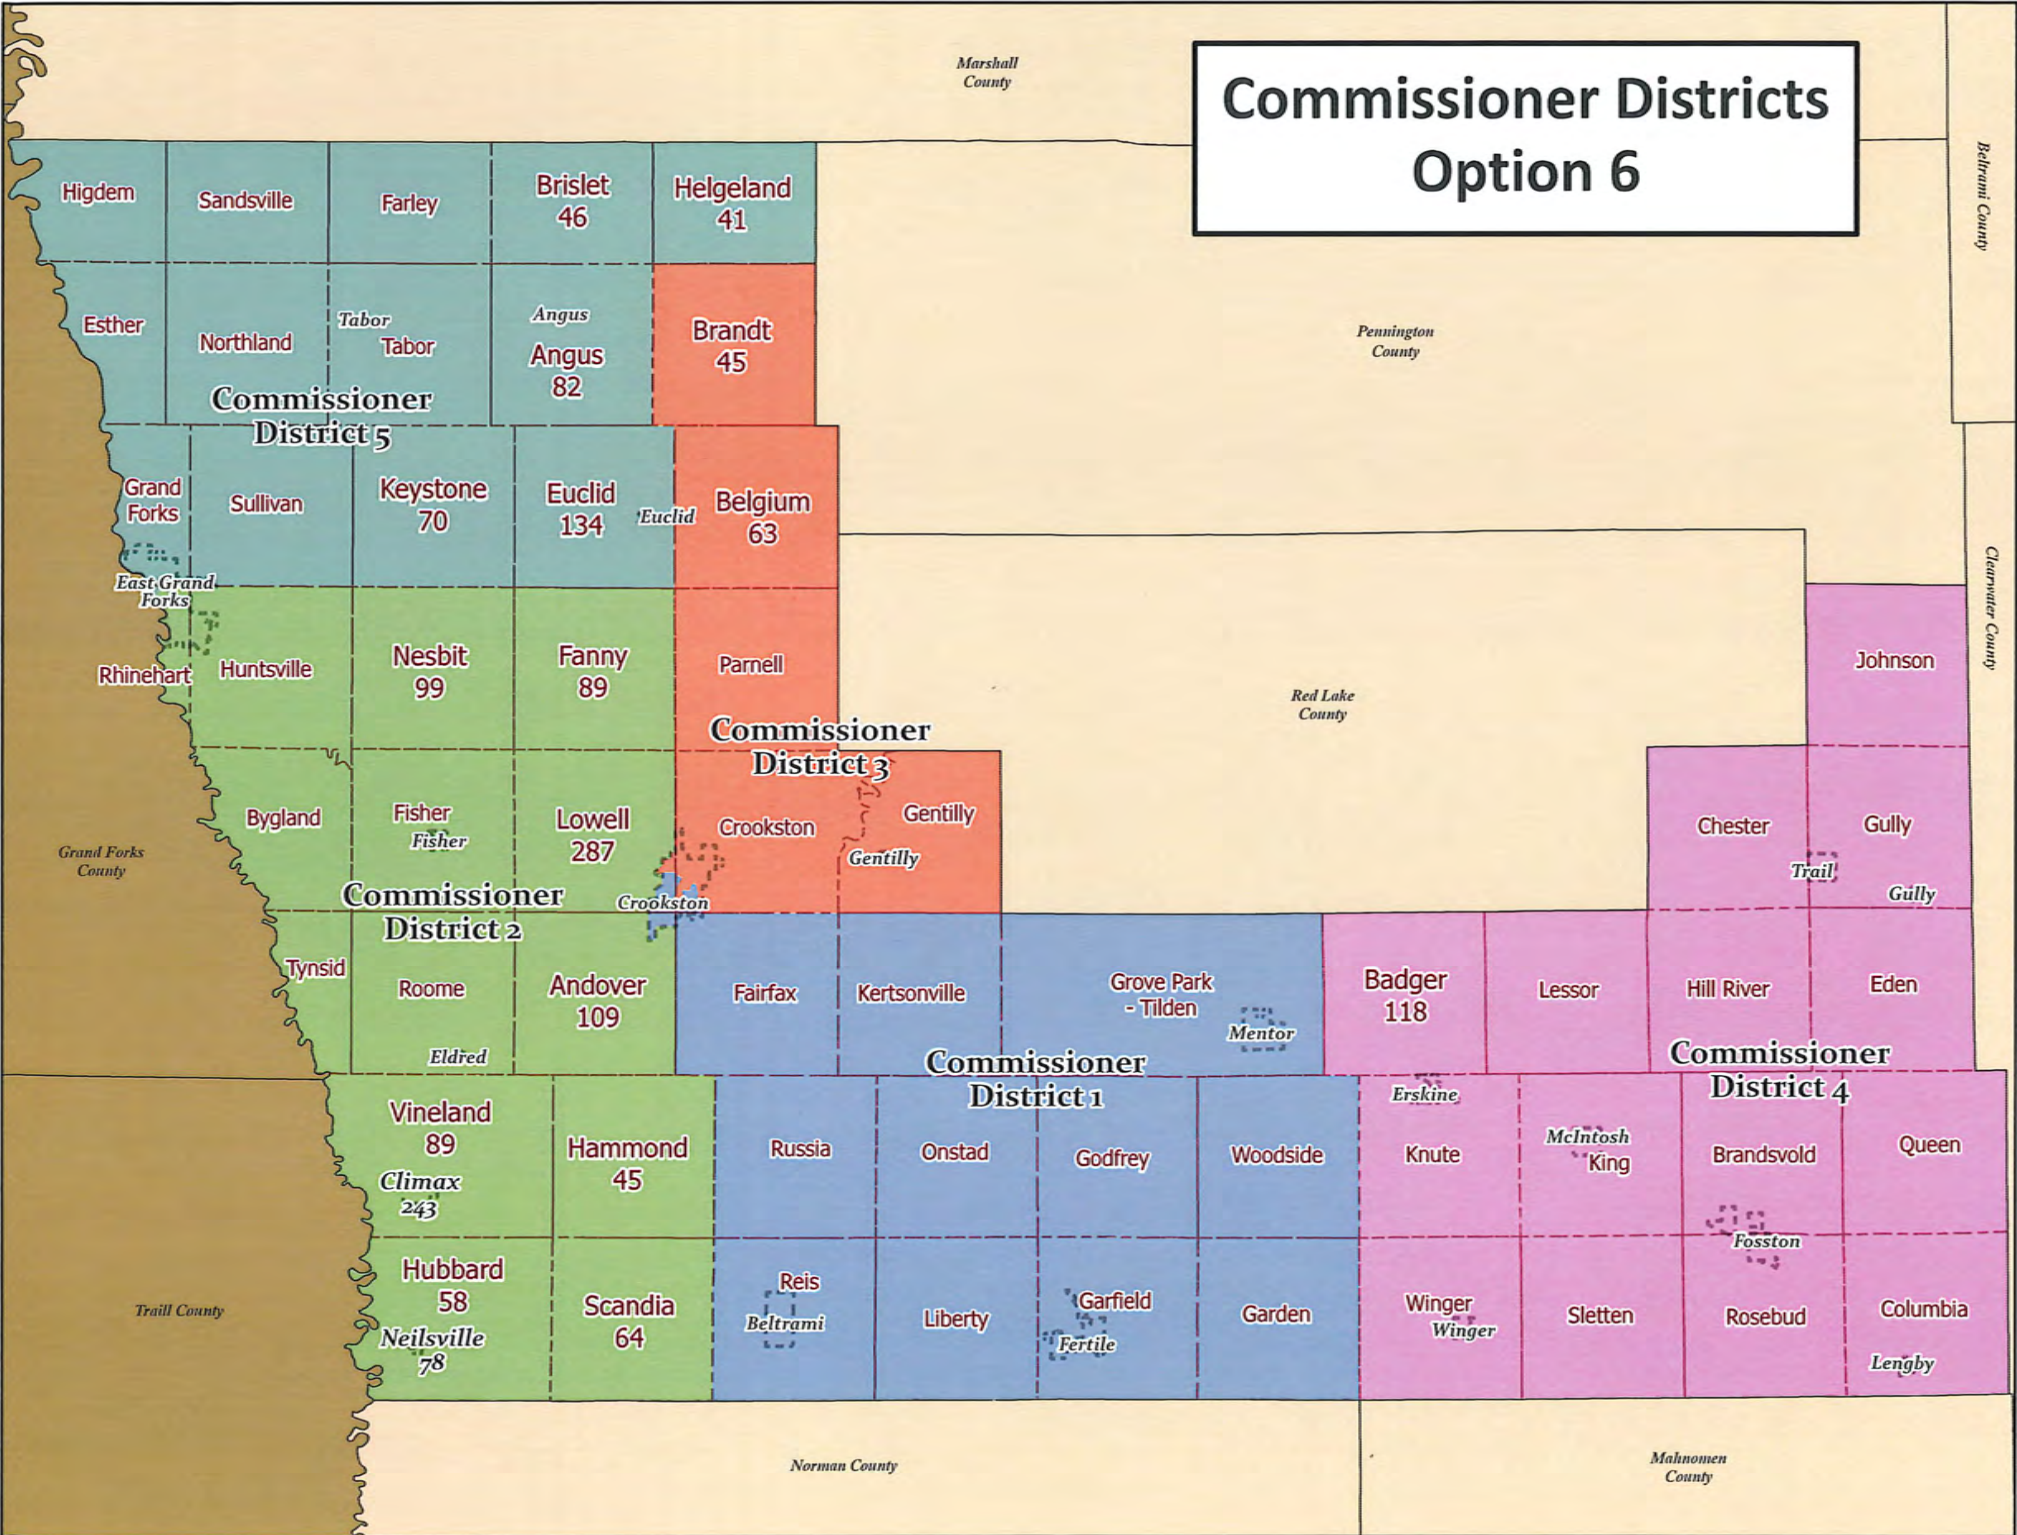 Marshall
County
Commissioner Districts
Option 6
Beltrami County
Higdem
Sandsville
Farley
Brislet
46
Helgeland
41
Esther
Northland
Tabor
Tabor
Angus
Angus
82
Brandt
45
Pennington
County
Commissioner
District 5
Grand
Forks
Sullivan
Keystone
70
Euclid
134
Euclid
Belgium
63
East Grand
Forks
Clearwater County
Rhinehart
Huntsville
Nesbit
99
Fanny
89
Parnell
Red Lake
County
Johnson
Commissioner
District 3
Bygland
Fisher
Fisher
Lowell
287
Crookston
Gentilly
Gentilly
Chester
Gully
Trail
Gully
Grand Forks
County
Crookston
Commissioner
District 2
Tynsid
Roome
Eldred
Andover
109
Fairfax
Kertsonville
Grove Park
- Tilden
Mentor
Badger
118
Lessor
Hill River
Eden
Commissioner
District 1
Commissioner
District 4
Vineland
89
Climax
243
Hammond
45
Russia
Onstad
Godfrey
Woodside
Erskine
Knute
McIntosh
King
Brandsvold
Queen
Fosston
Hubbard
58
Neilsville
78
Scandia
64
Reis
Beltrami
Liberty
Garfield
Fertile
Garden
Winger
Winger
Sletten
Rosebud
Columbia
Lengby
Traill County
Norman County
Mahnomen
County